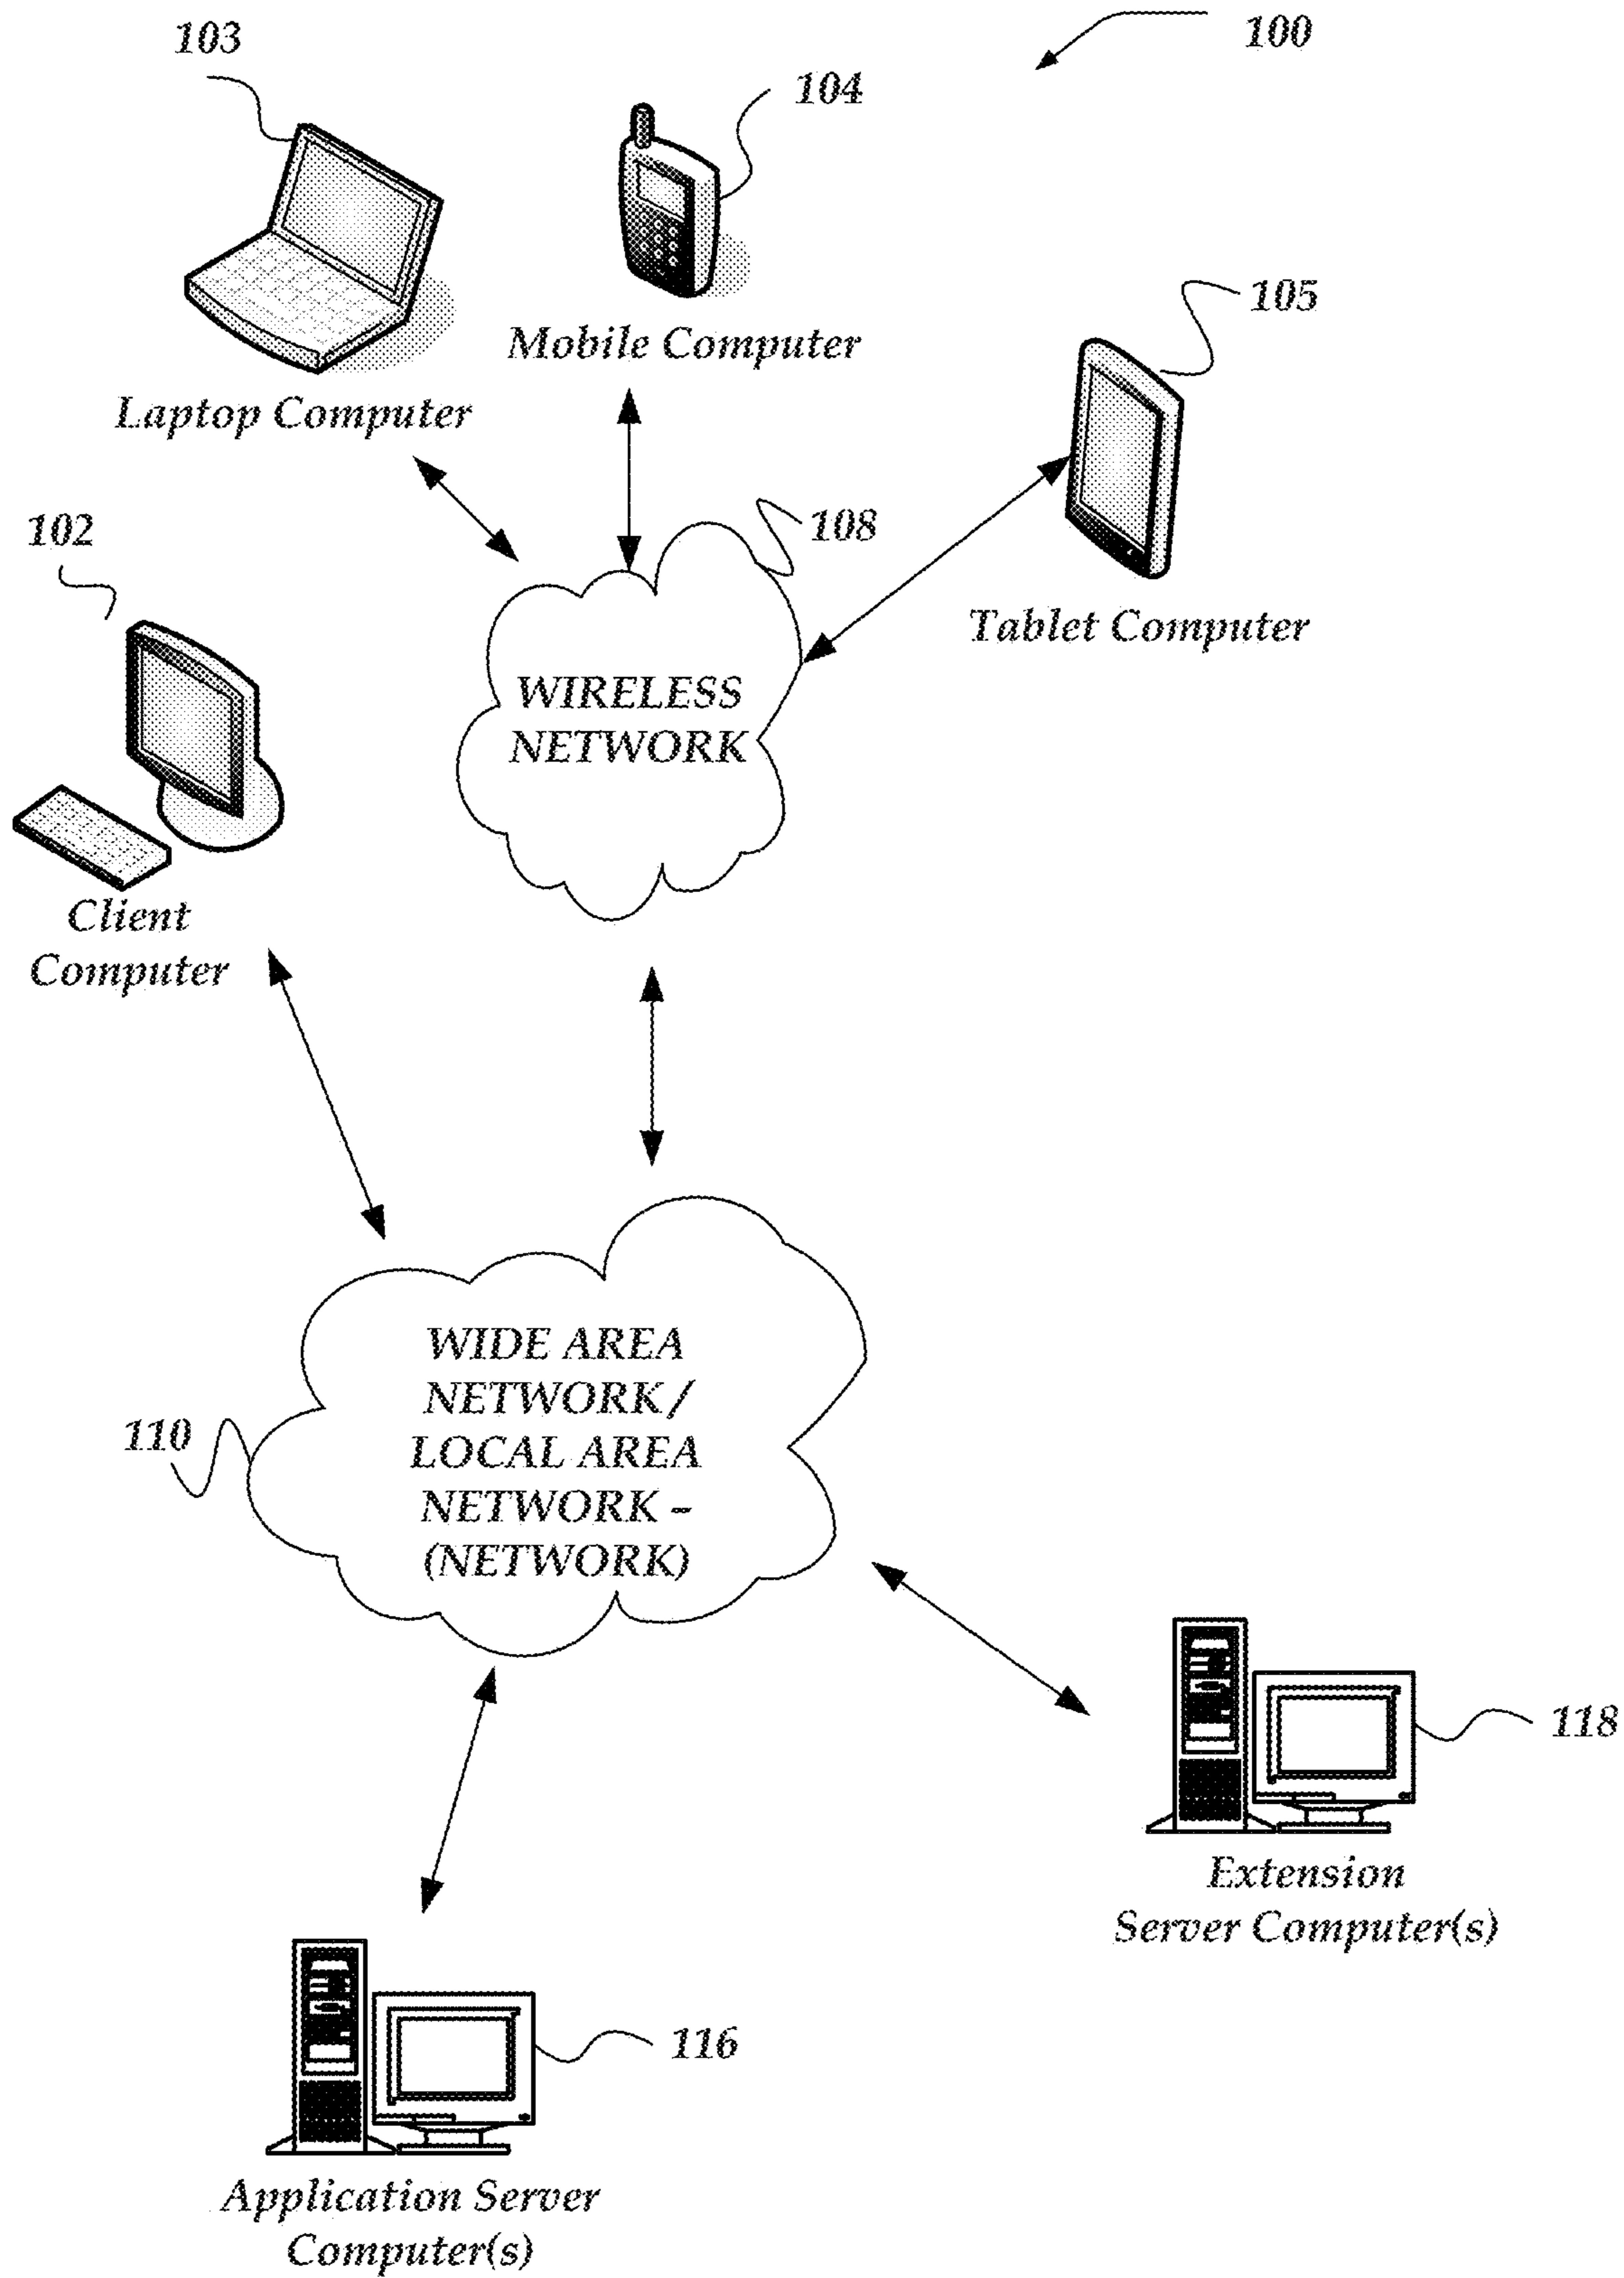 100
103
104
Mobile Computer
105
Laptop Computer
102
108
Tablet Computer
WIRELESS
NETWORK
Client
Computer
WIDE AREA
NETWORK /
LOCAL AREA
NETWORK –
(NETWORK)
110
118
Extension
Server Computer(s)
116
Application Server
Computer(s)